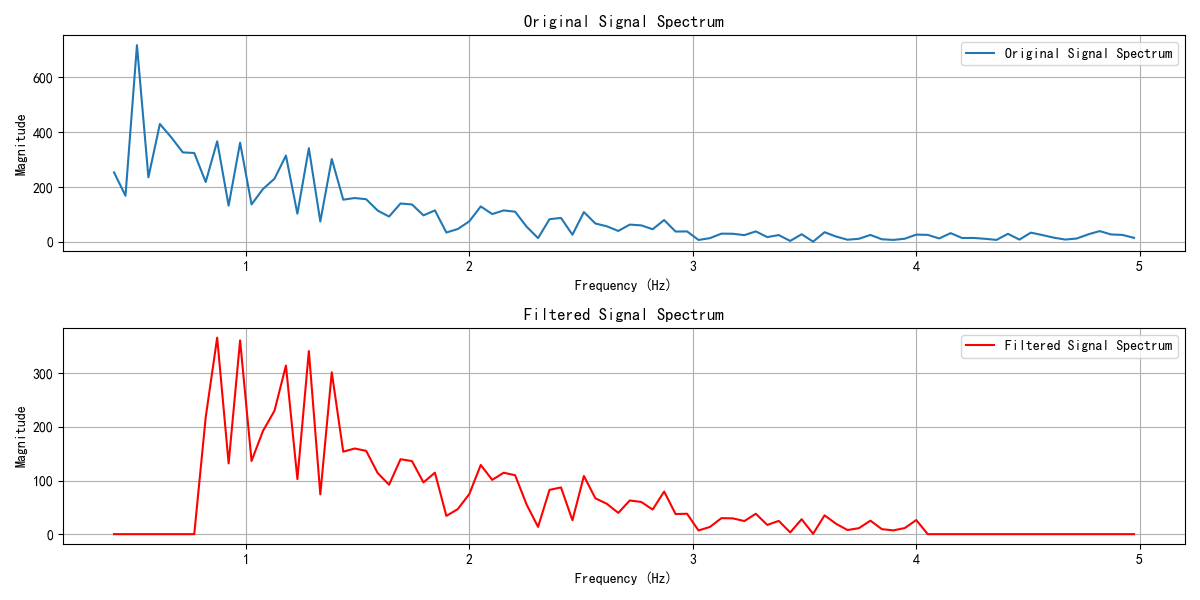 Original Signal Spectrum
Original Signal Spectrum
Magnitude
600
400
200
0
1
2
3
4
5
Frequency (Hz)
Filtered Signal Spectrum
Filtered Signal Spectrum
Magnitude
300
200
100
0
1
2
3
4
5
Frequency (Hz)